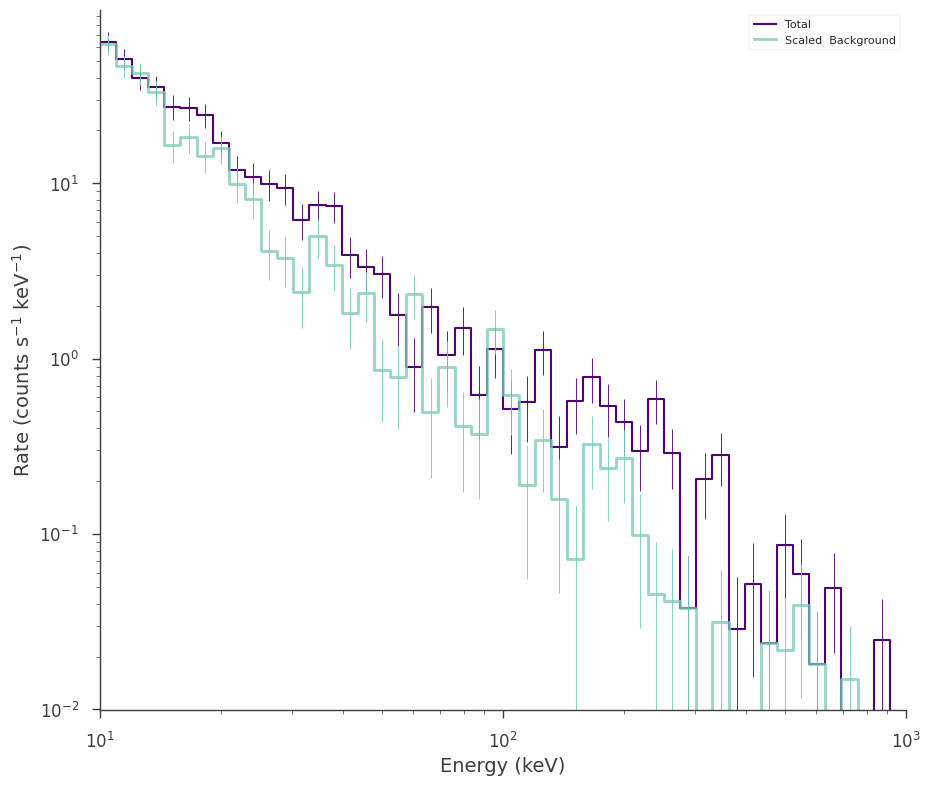 Total
Scaled  Background
10¹
10⁰
10⁻¹
10⁻²
Rate (counts s⁻¹ keV⁻¹)
10¹
10²
10³
Energy (keV)